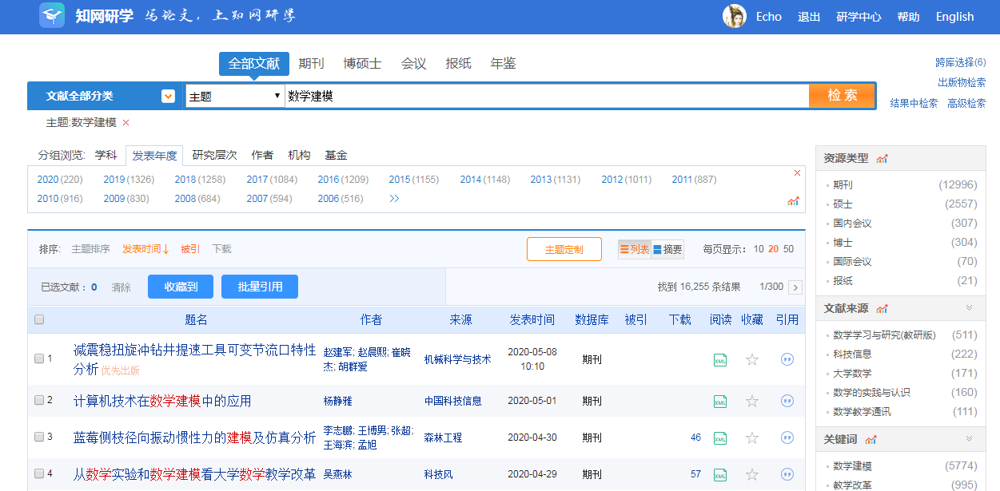 知网研学 写论文，上知网研学 Echo 退出 研学中心 帮助 English
全部文献 期刊 博硕士 会议 报纸 年鉴
跨库选择(6)
出版物检索
文献全部分类 主题 数学建模 检 索
结果中检索 高级检索
主题:数学建模 ×
分组浏览: 学科 发表年度 研究层次 作者 机构 基金
2020 (220) 2019 (1326) 2018 (1258) 2017 (1084) 2016 (1209) 2015 (1155) 2014 (1148) 2013 (1131) 2012 (1011) 2011 (887)
2010 (916) 2009 (830) 2008 (684) 2007 (594) 2006 (516) >>
排序: 主题排序 发表时间↓ 被引 下载 主题定制 列表 摘要 每页显示: 10 20 50
已选文献: 0 清除 收藏到 批量引用 找到 16,255 条结果 1/300 >
题名 作者 来源 发表时间 数据库 被引 下载 阅读 收藏 引用
1 减震稳扭旋冲钻井提速工具可变节流口特性分析 优先出版 赵建军; 赵晨熙; 崔晓杰; 胡群爱 机械科学与技术 2020-05-08 10:10 期刊 XML
2 计算机技术在数学建模中的应用 杨静雅 中国科技信息 2020-05-01 期刊 XML
3 蓝莓侧枝径向振动惯性力的建模及仿真分析 李志鹏; 王博男; 张超; 王海滨; 孟旭 森林工程 2020-04-30 期刊 46 XML
4 从数学实验和数学建模看大学数学教学改革 吴燕林 科技风 2020-04-29 期刊 57 XML
资源类型
期刊 (12996)
硕士 (2557)
国内会议 (307)
博士 (304)
国际会议 (70)
报纸 (21)
文献来源
数学学习与研究(教研版) (511)
科技信息 (222)
大学数学 (171)
数学的实践与认识 (160)
数学教学通讯 (111)
关键词
数学建模 (5774)
教学改革 (995)